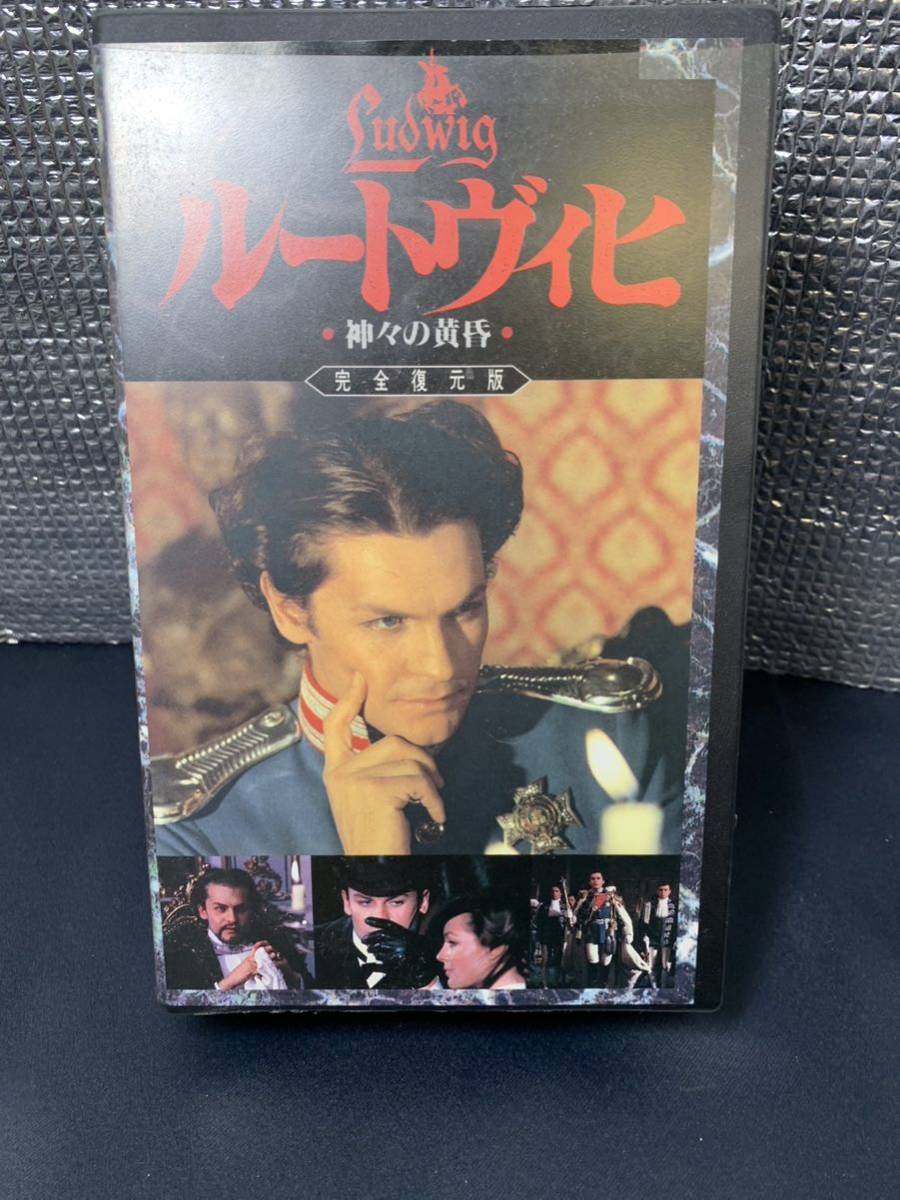 Ludwig
ルートヴィヒ
・神々の黄昏・
完全復元版